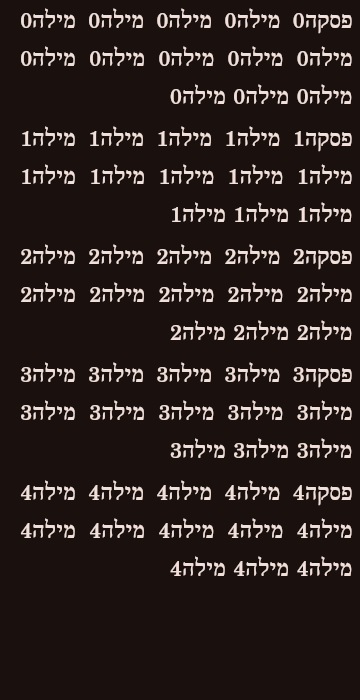 פסקה0 מילה0 מילה0 מילה0 מילה0
מילה0 מילה0 מילה0 מילה0 מילה0
מילה0 מילה0 מילה0
פסקה1 מילה1 מילה1 מילה1 מילה1
מילה1 מילה1 מילה1 מילה1 מילה1
מילה1 מילה1 מילה1
פסקה2 מילה2 מילה2 מילה2 מילה2
מילה2 מילה2 מילה2 מילה2 מילה2
מילה2 מילה2 מילה2
פסקה3 מילה3 מילה3 מילה3 מילה3
מילה3 מילה3 מילה3 מילה3 מילה3
מילה3 מילה3 מילה3
פסקה4 מילה4 מילה4 מילה4 מילה4
מילה4 מילה4 מילה4 מילה4 מילה4
מילה4 מילה4 מילה4